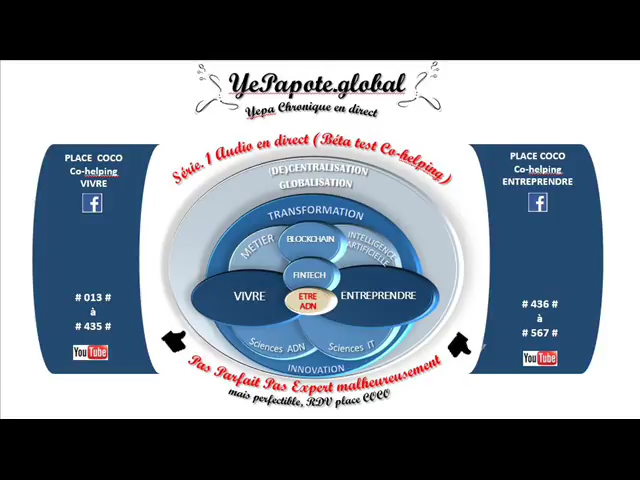 YePapote.global
Yepa Chronique en direct
Série.1 Audio en direct (Béta test Co-helping)
PLACE COCO
Co-helping
VIVRE
f
# 013 #
à
# 435 #
YouTube
(DE)CENTRALISATION
GLOBALISATION
TRANSFORMATION
METIER
BLOCKCHAIN
INTELLIGENCE
ARTIFICIELLE
FINTECH
VIVRE
ETRE
ADN
ENTREPRENDRE
Sciences ADN
Sciences IT
INNOVATION
PLACE COCO
Co-helping
ENTREPRENDRE
f
# 436 #
à
# 567 #
YouTube
Pas Parfait Pas Expert malheureusement
mais perfectible, RDV place COCO